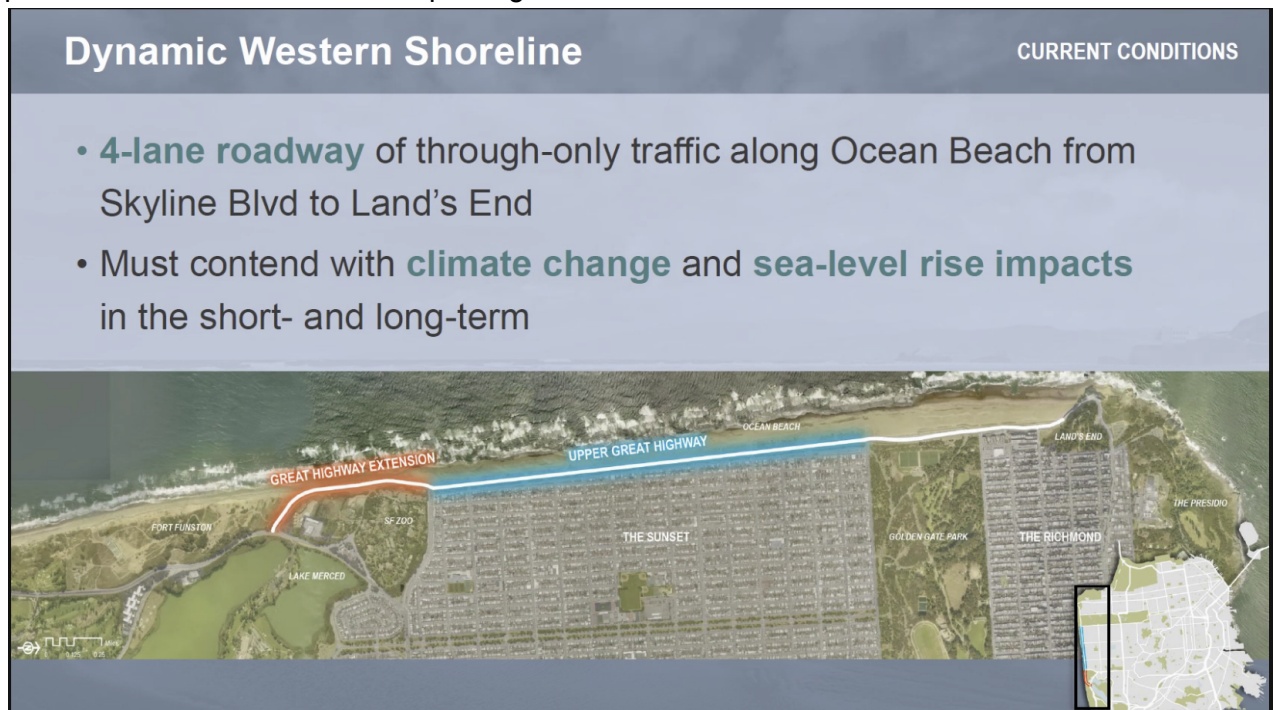 Dynamic Western Shoreline
CURRENT CONDITIONS
• 4-lane roadway of through-only traffic along Ocean Beach from
Skyline Blvd to Land's End
• Must contend with climate change and sea-level rise impacts
in the short- and long-term
OCEAN BEACH
UPPER GREAT HIGHWAY
LAND'S END
GREAT HIGHWAY EXTENSION
THE PRESIDIO
FORT FUNSTON
SF ZOO
THE SUNSET
GOLDEN GATE PARK
THE RICHMOND
LAKE MERCED